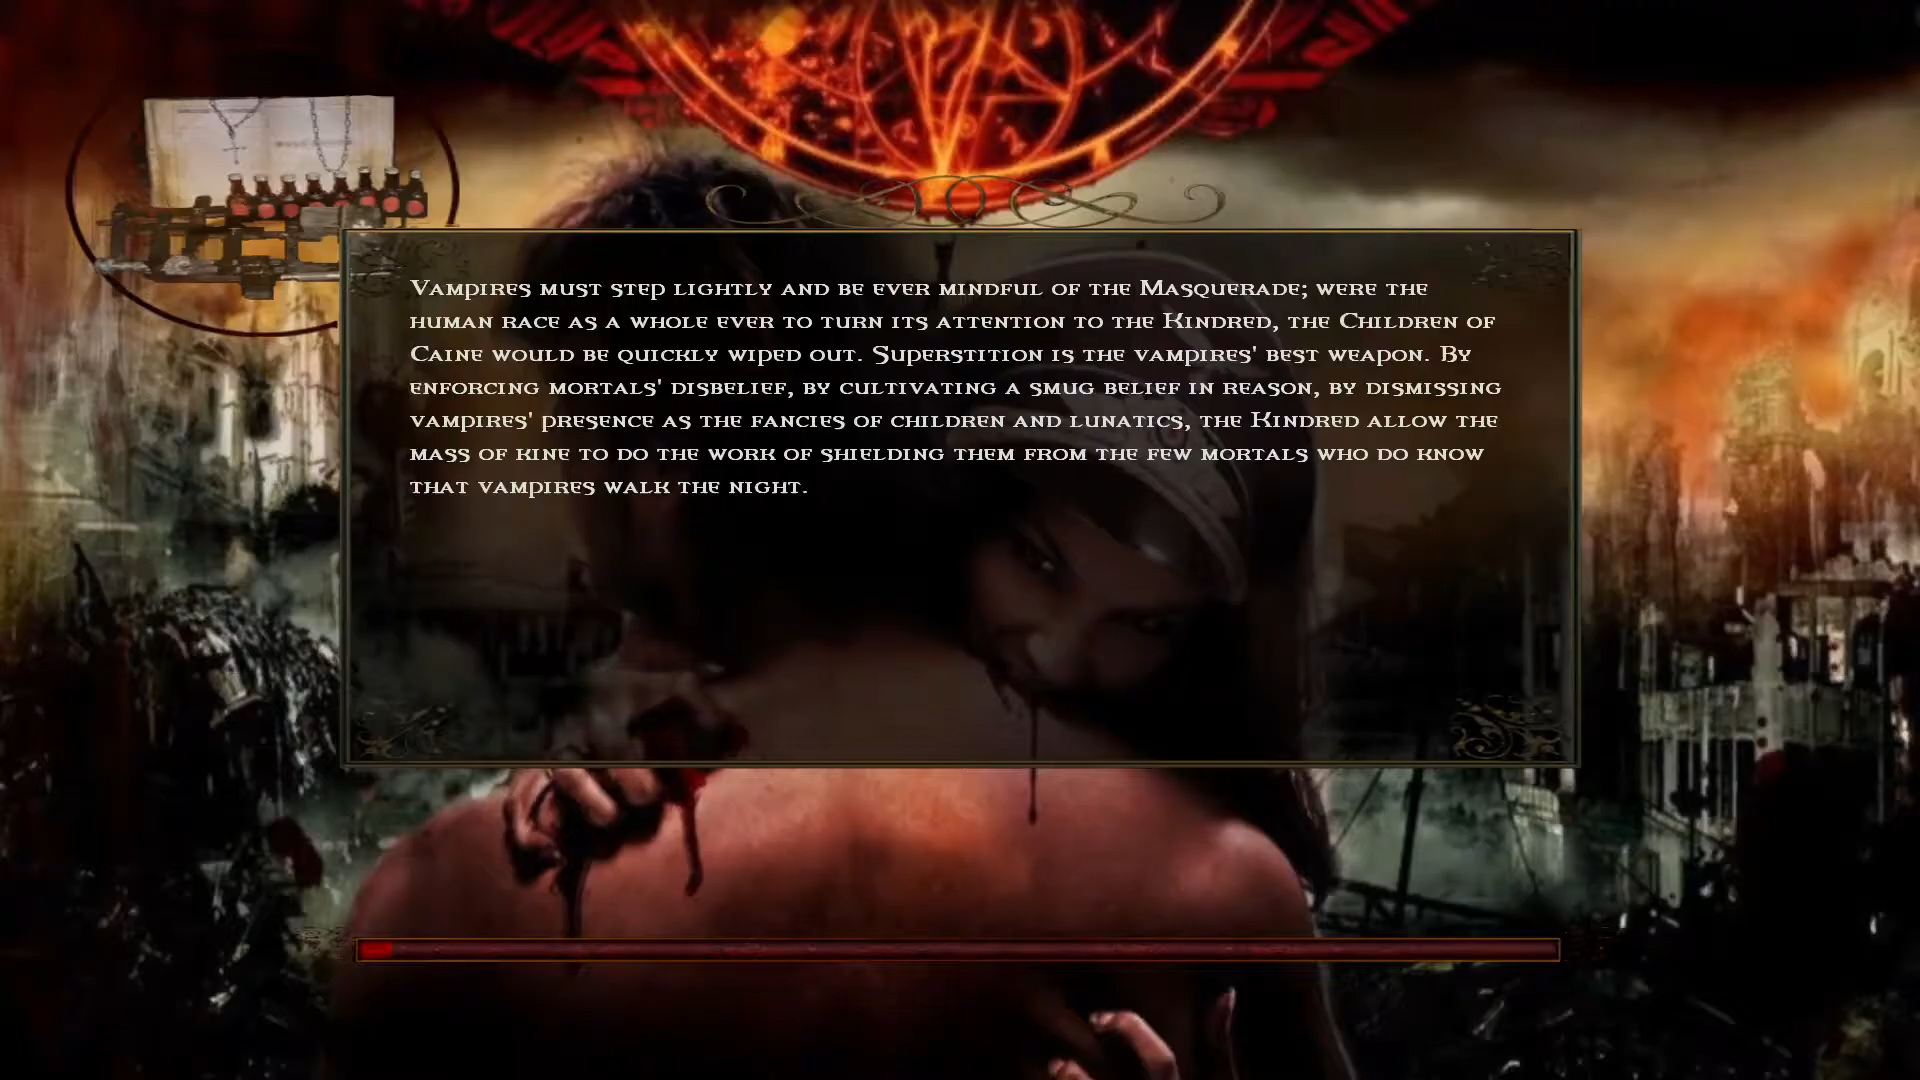 Vampires must step lightly and be ever mindful of the Masquerade; were the
human race as a whole ever to turn its attention to the Kindred, the Children of
Caine would be quickly wiped out. Superstition is the vampires' best weapon. By
enforcing mortals' disbelief, by cultivating a smug belief in reason, by dismissing
vampires' presence as the fancies of children and lunatics, the Kindred allow the
mass of kine to do the work of shielding them from the few mortals who do know
that vampires walk the night.